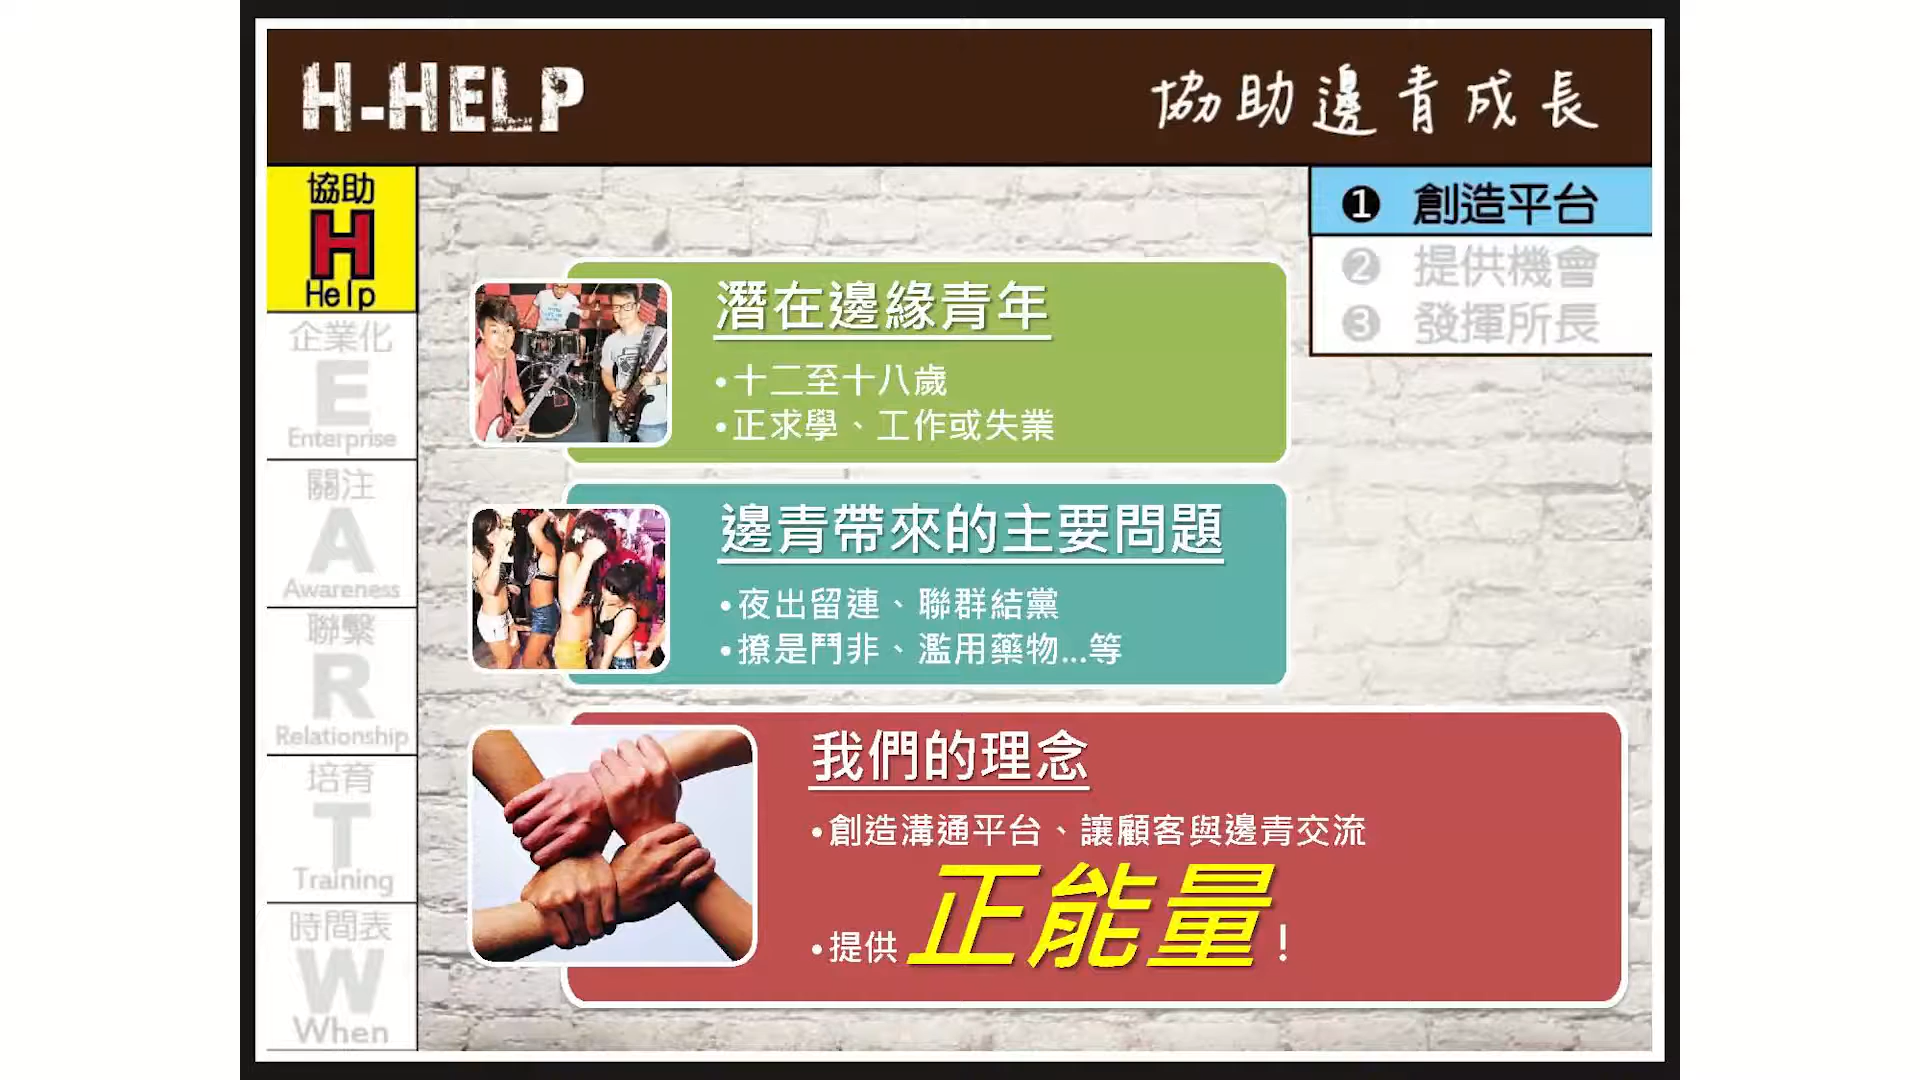 H-HELP
協助邊青成長
協助
H
Help
企業化
E
Enterprise
關注
A
Awareness
聯繫
R
Relationship
培育
T
Training
時間表
W
When
❶ 創造平台
❷ 提供機會
❸ 發揮所長
潛在邊緣青年
•十二至十八歲
•正求學、工作或失業
邊青帶來的主要問題
•夜出留連、聯群結黨
•撩是鬥非、濫用藥物...等
我們的理念
•創造溝通平台、讓顧客與邊青交流
•提供正能量!